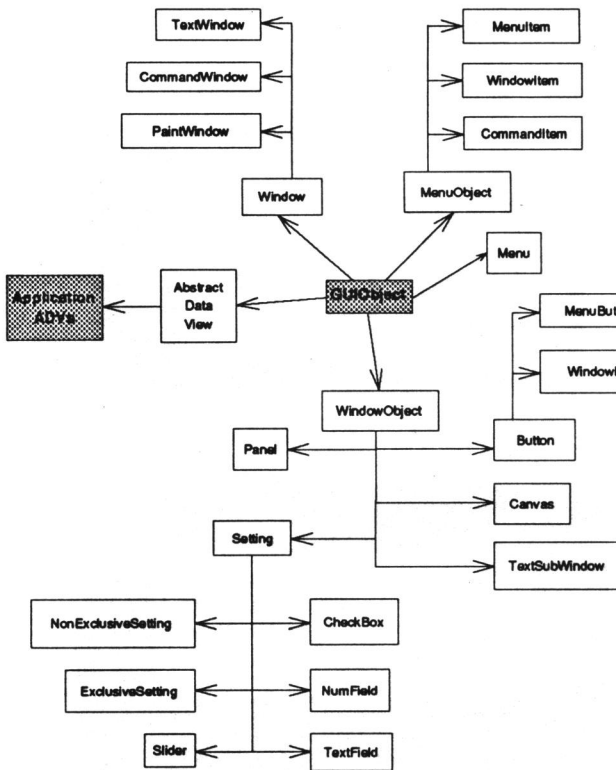 TextWindow
MenuItem
CommandWindow
WindowItem
PaintWindow
CommandItem
Window
MenuObject
Menu
Application
ADVs
Abstract
Data
View
GUIObject
MenuBut
WindowObject
Panel
Button
Canvas
Setting
TextSubWindow
NonExclusiveSetting
CheckBox
ExclusiveSetting
NumField
Slider
TextField